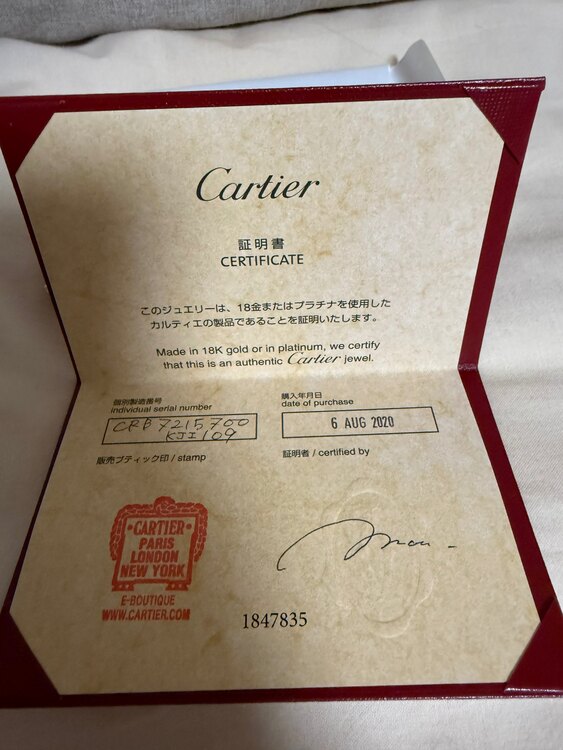 Cartier
証明書
CERTIFICATE
このジュエリーは、18金またはプラチナを使用した
カルティエの製品であることを証明いたします。
Made in 18K gold or in platinum, we certify
that this is an authentic Cartier jewel.
個別製造番号
individual serial number
CRB7215700
KJI109
購入年月日
date of purchase
6 AUG 2020
販売ブティック印 / stamp
証明者 / certified by
CARTIER
PARIS
LONDON
NEW YORK
E-BOUTIQUE
WWW.CARTIER.COM
1847835